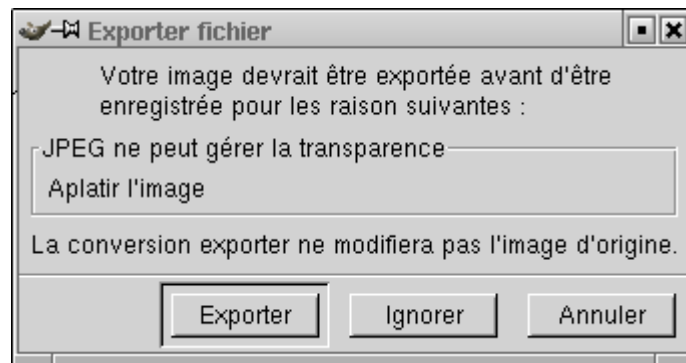 Exporter fichier
Votre image devrait être exportée avant d'être
enregistrée pour les raison suivantes :
JPEG ne peut gérer la transparence
Aplatir l'image
La conversion exporter ne modifiera pas l'image d'origine.
Exporter Ignorer Annuler